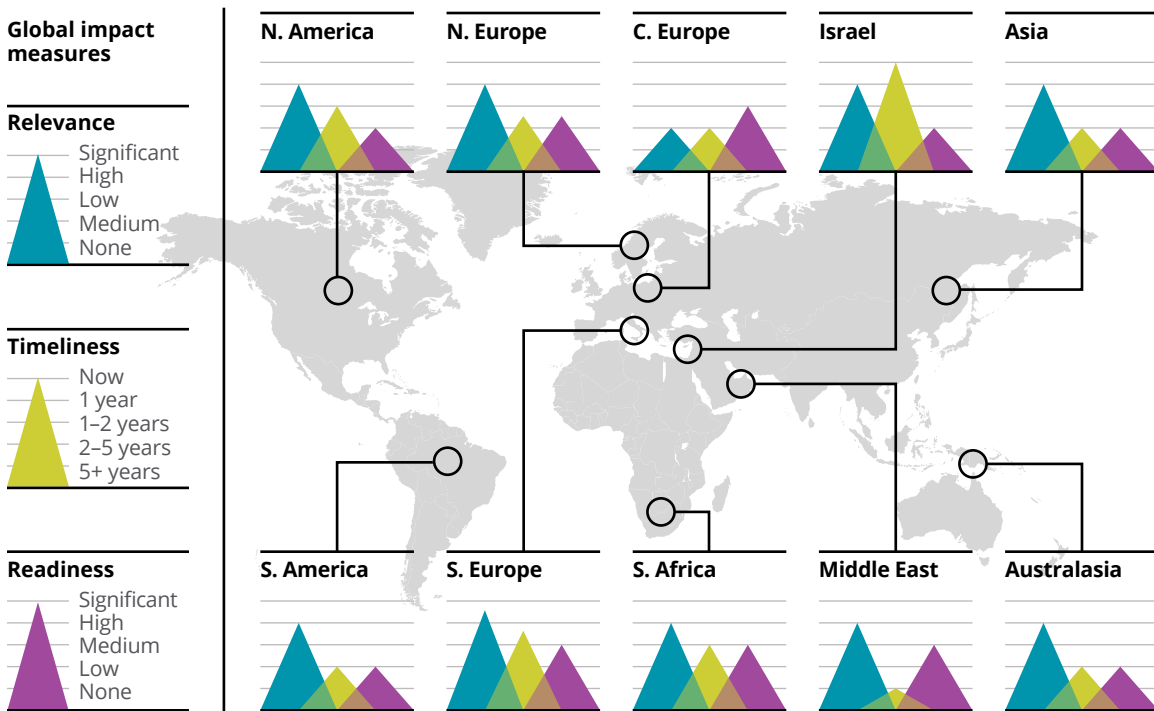 Global impact
measures
Relevance
Significant
High
Low
Medium
None
Timeliness
Now
1 year
1–2 years
2–5 years
5+ years
Readiness
Significant
High
Medium
Low
None
N. America
N. Europe
C. Europe
Israel
Asia
S. America
S. Europe
S. Africa
Middle East
Australasia